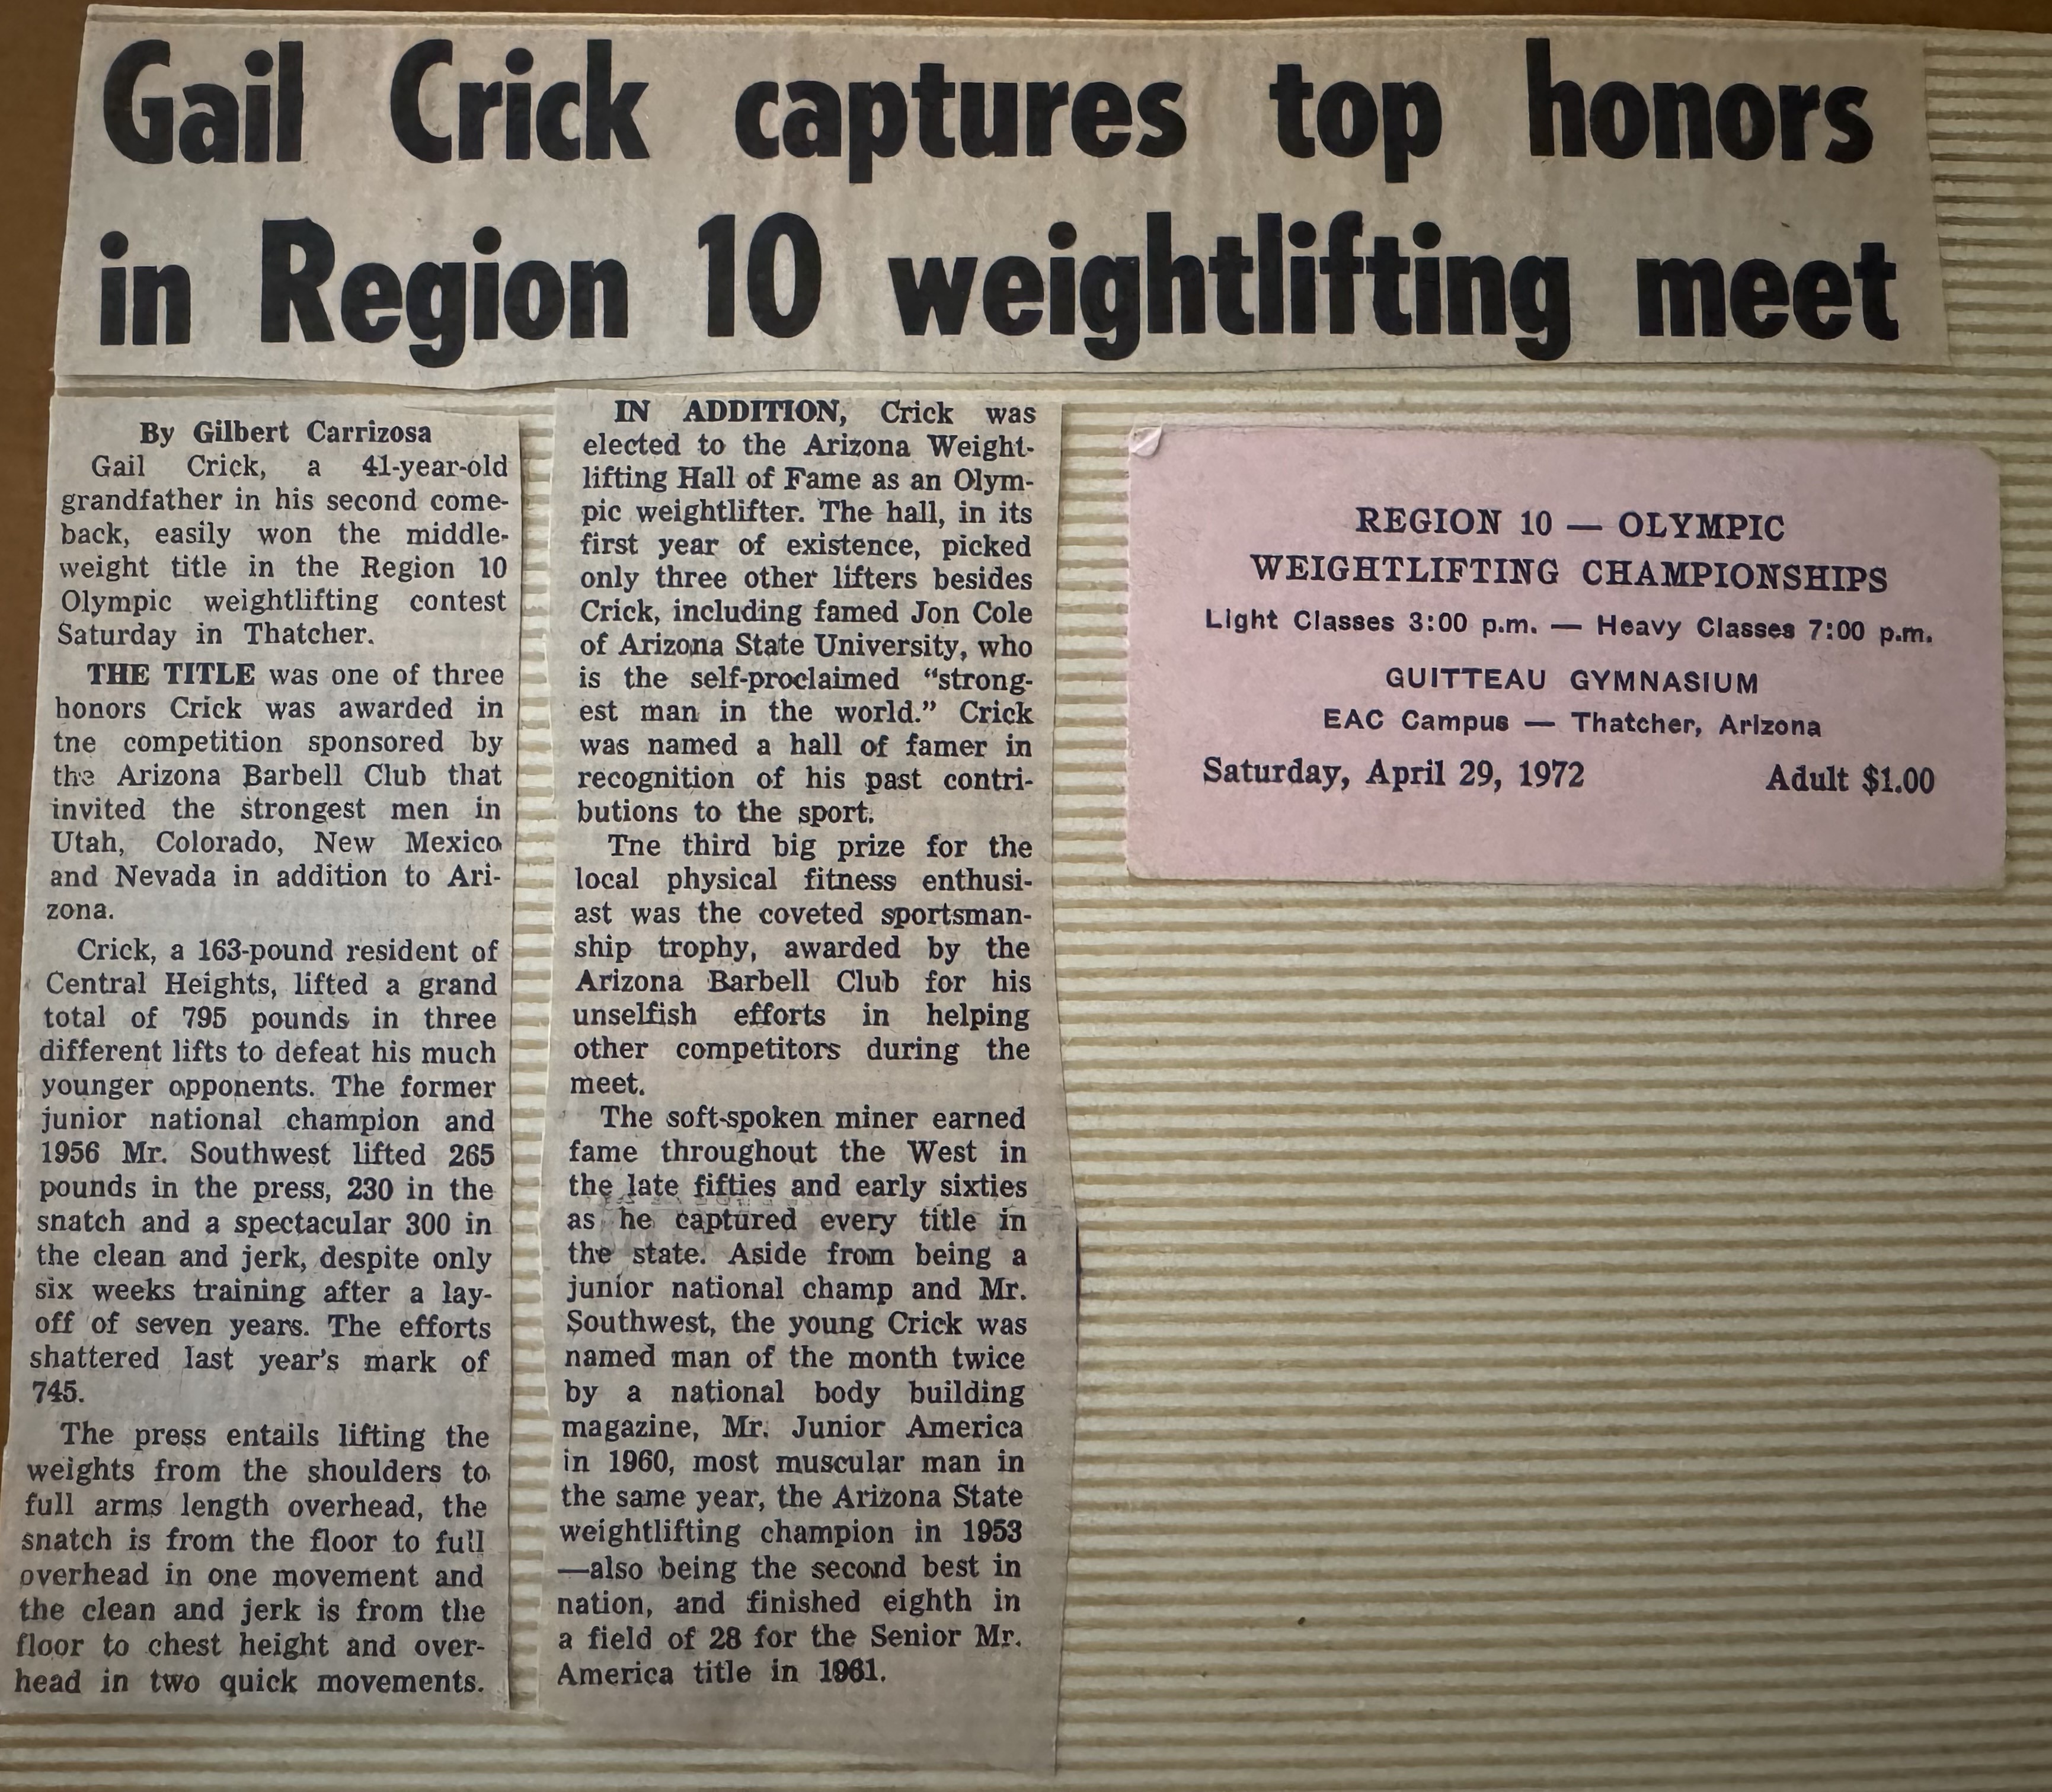 Gail Crick captures top honors
in Region 10 weightlifting meet
By Gilbert Carrizosa
Gail Crick, a 41-year-old
grandfather in his second come-
back, easily won the middle-
weight title in the Region 10
Olympic weightlifting contest
Saturday in Thatcher.
THE TITLE was one of three
honors Crick was awarded in
tne competition sponsored by
the Arizona Barbell Club that
invited the strongest men in
Utah, Colorado, New Mexico
and Nevada in addition to Ari-
zona.
Crick, a 163-pound resident of
Central Heights, lifted a grand
total of 795 pounds in three
different lifts to defeat his much
younger opponents. The former
junior national champion and
1956 Mr. Southwest lifted 265
pounds in the press, 230 in the
snatch and a spectacular 300 in
the clean and jerk, despite only
six weeks training after a lay-
off of seven years. The efforts
shattered last year's mark of
745.
The press entails lifting the
weights from the shoulders to
full arms length overhead, the
snatch is from the floor to full
overhead in one movement and
the clean and jerk is from the
floor to chest height and over-
head in two quick movements.
IN ADDITION, Crick was
elected to the Arizona Weight-
lifting Hall of Fame as an Olym-
pic weightlifter. The hall, in its
first year of existence, picked
only three other lifters besides
Crick, including famed Jon Cole
of Arizona State University, who
is the self-proclaimed “strong-
est man in the world.” Crick
was named a hall of famer in
recognition of his past contri-
butions to the sport.
Tne third big prize for the
local physical fitness enthusi-
ast was the coveted sportsman-
ship trophy, awarded by the
Arizona Barbell Club for his
unselfish efforts in helping
other competitors during the
meet.
The soft-spoken miner earned
fame throughout the West in
the late fifties and early sixties
as he captured every title in
the state. Aside from being a
junior national champ and Mr.
Southwest, the young Crick was
named man of the month twice
by a national body building
magazine, Mr. Junior America
in 1960, most muscular man in
the same year, the Arizona State
weightlifting champion in 1953
—also being the second best in
nation, and finished eighth in
a field of 28 for the Senior Mr.
America title in 1961.
REGION 10 — OLYMPIC
WEIGHTLIFTING CHAMPIONSHIPS
Light Classes 3:00 p.m. — Heavy Classes 7:00 p.m.
GUITTEAU GYMNASIUM
EAC Campus — Thatcher, Arizona
Saturday, April 29, 1972 Adult $1.00